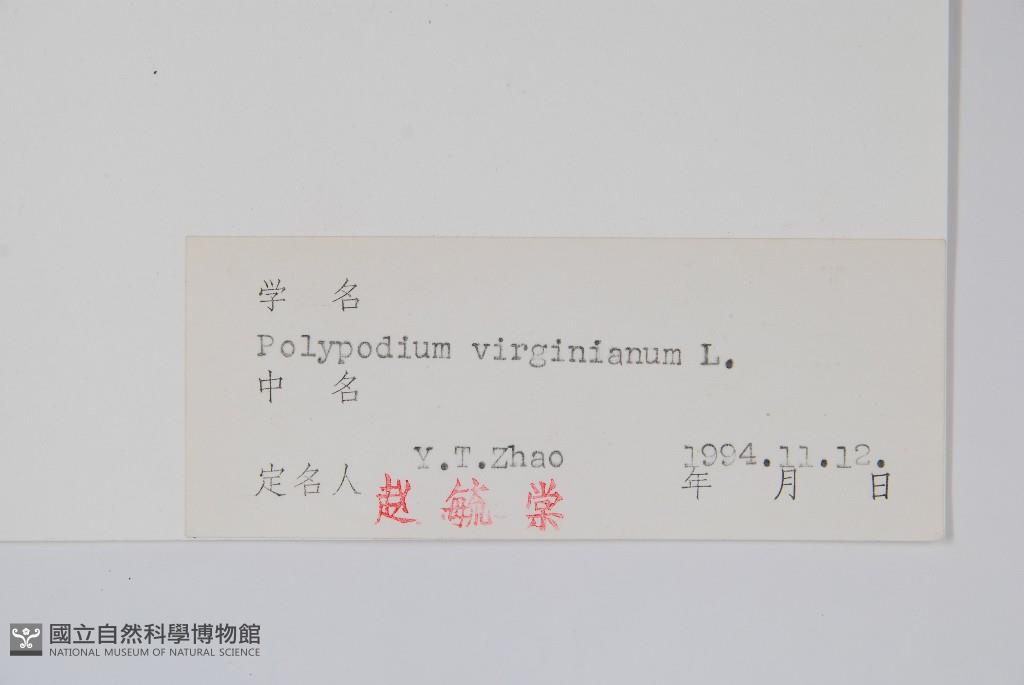 学 名
Polypodium virginianum L.
中 名
Y.T.Zhao 1994.11.12.
定名人 赵毓棠 年 月 日
國立自然科學博物館
NATIONAL MUSEUM OF NATURAL SCIENCE